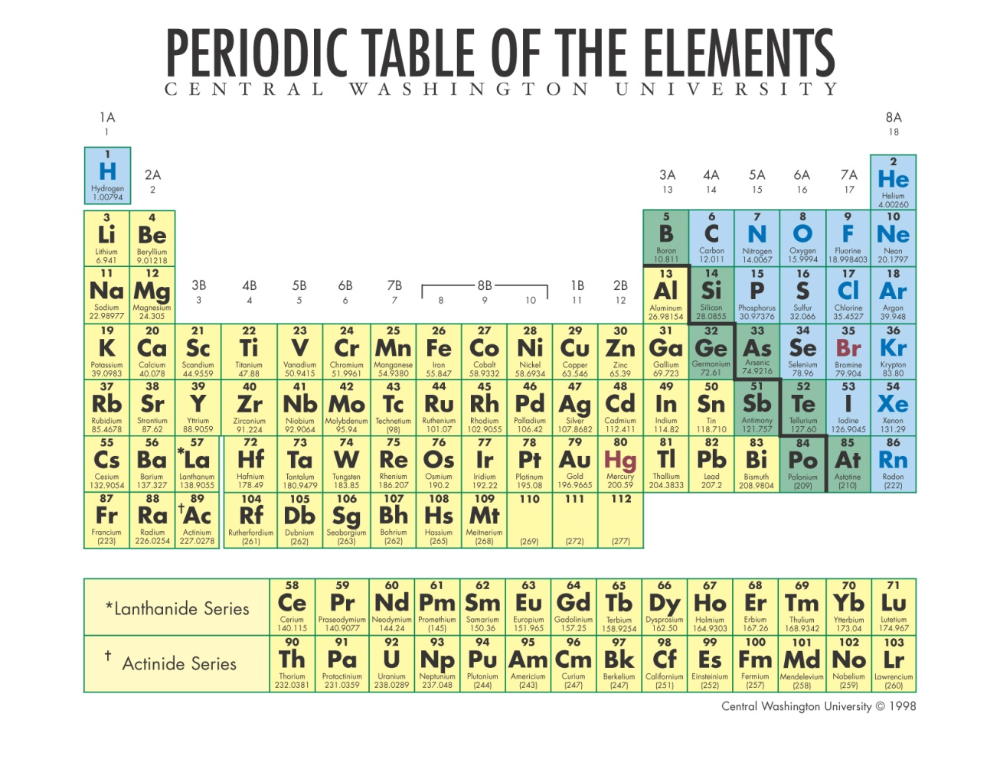 PERIODIC TABLE OF THE ELEMENTS
CENTRAL WASHINGTON UNIVERSITY
1A 8A
1 18
1 2
H 2A 3A 4A 5A 6A 7A He
Hydrogen 2 13 14 15 16 17 Helium
1.00794 4.00260
3 4 5 6 7 8 9 10
Li Be B C N O F Ne
Lithium Beryllium Boron Carbon Nitrogen Oxygen Fluorine Neon
6.941 9.01218 10.811 12.011 14.0067 15.9994 18.998403 20.1797
11 12 13 14 15 16 17 18
Na Mg 3B 4B 5B 6B 7B 8B 1B 2B Al Si P S Cl Ar
Sodium Magnesium 3 4 5 6 7 8 9 10 11 12 Aluminum Silicon Phosphorus Sulfur Chlorine Argon
22.98977 24.305 26.98154 28.0855 30.97376 32.066 35.4527 39.948
19 20 21 22 23 24 25 26 27 28 29 30 31 32 33 34 35 36
K Ca Sc Ti V Cr Mn Fe Co Ni Cu Zn Ga Ge As Se Br Kr
Potassium Calcium Scandium Titanium Vanadium Chromium Manganese Iron Cobalt Nickel Copper Zinc Gallium Germanium Arsenic Selenium Bromine Krypton
39.0983 40.078 44.9559 47.88 50.9415 51.9961 54.9380 55.847 58.9332 58.6934 63.546 65.39 69.723 72.61 74.9216 78.96 79.904 83.80
37 38 39 40 41 42 43 44 45 46 47 48 49 50 51 52 53 54
Rb Sr Y Zr Nb Mo Tc Ru Rh Pd Ag Cd In Sn Sb Te I Xe
Rubidium Strontium Yttrium Zirconium Niobium Molybdenum Technetium Ruthenium Rhodium Palladium Silver Cadmium Indium Tin Antimony Tellurium Iodine Xenon
85.4678 87.62 88.9059 91.224 92.9064 95.94 (98) 101.07 102.9055 106.42 107.8682 112.411 114.82 118.710 121.757 127.60 126.9045 131.29
55 56 57 72 73 74 75 76 77 78 79 80 81 82 83 84 85 86
Cs Ba *La Hf Ta W Re Os Ir Pt Au Hg Tl Pb Bi Po At Rn
Cesium Barium Lanthanum Hafnium Tantalum Tungsten Rhenium Osmium Iridium Platinum Gold Mercury Thallium Lead Bismuth Polonium Astatine Radon
132.9054 137.327 138.9055 178.49 180.9479 183.85 186.207 190.2 192.22 195.08 196.9665 200.59 204.3833 207.2 208.9804 (209) (210) (222)
87 88 89 104 105 106 107 108 109 110 111 112
Fr Ra †Ac Rf Db Sg Bh Hs Mt
Francium Radium Actinium Rutherfordium Dubnium Seaborgium Bohrium Hassium Meitnerium
(223) 226.0254 227.0278 (261) (262) (263) (262) (265) (268) (269) (272) (277)
58 59 60 61 62 63 64 65 66 67 68 69 70 71
*Lanthanide Series Ce Pr Nd Pm Sm Eu Gd Tb Dy Ho Er Tm Yb Lu
Cerium Praseodymium Neodymium Promethium Samarium Europium Gadolinium Terbium Dysprosium Holmium Erbium Thulium Ytterbium Lutetium
140.115 140.9077 144.24 (145) 150.36 151.965 157.25 158.9254 162.50 164.9303 167.26 168.9342 173.04 174.967
90 91 92 93 94 95 96 97 98 99 100 101 102 103
† Actinide Series Th Pa U Np Pu Am Cm Bk Cf Es Fm Md No Lr
Thorium Protactinium Uranium Neptunium Plutonium Americium Curium Berkelium Californium Einsteinium Fermium Mendelevium Nobelium Lawrencium
232.0381 231.0359 238.0289 237.048 (244) (243) (247) (247) (251) (252) (257) (258) (259) (260)
Central Washington University © 1998